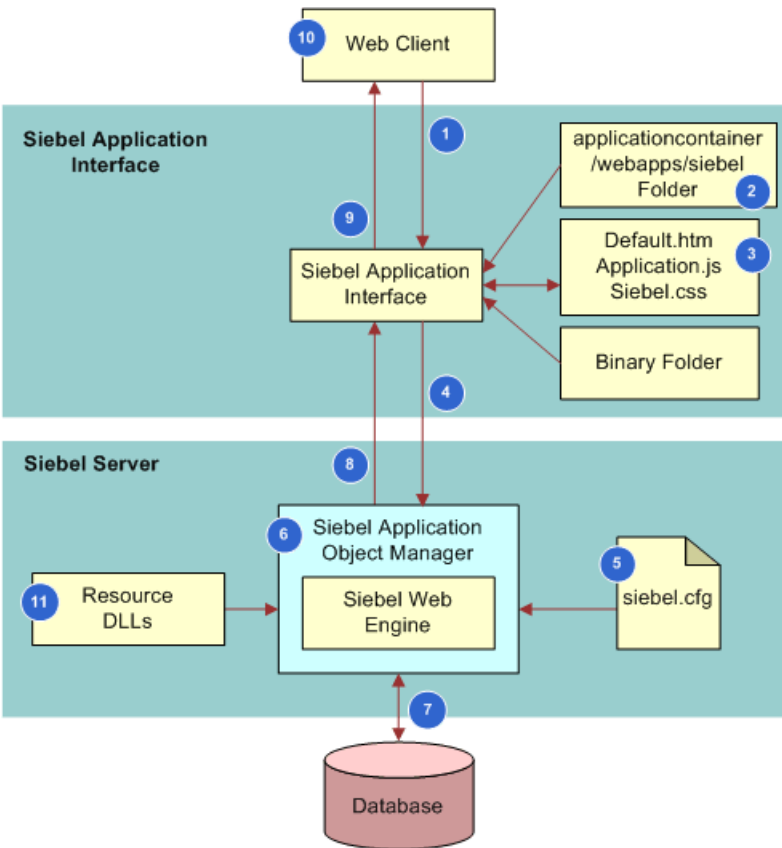 10
Web Client
Siebel Application
Interface
1
applicationcontainer
/webapps/siebel
Folder
2
9
Siebel Application
Interface
Default.htm
Application.js
Siebel.css
3
Binary Folder
4
Siebel Server
8
6
Siebel Application
Object Manager
Siebel Web
Engine
11
Resource
DLLs
5
siebel.cfg
7
Database